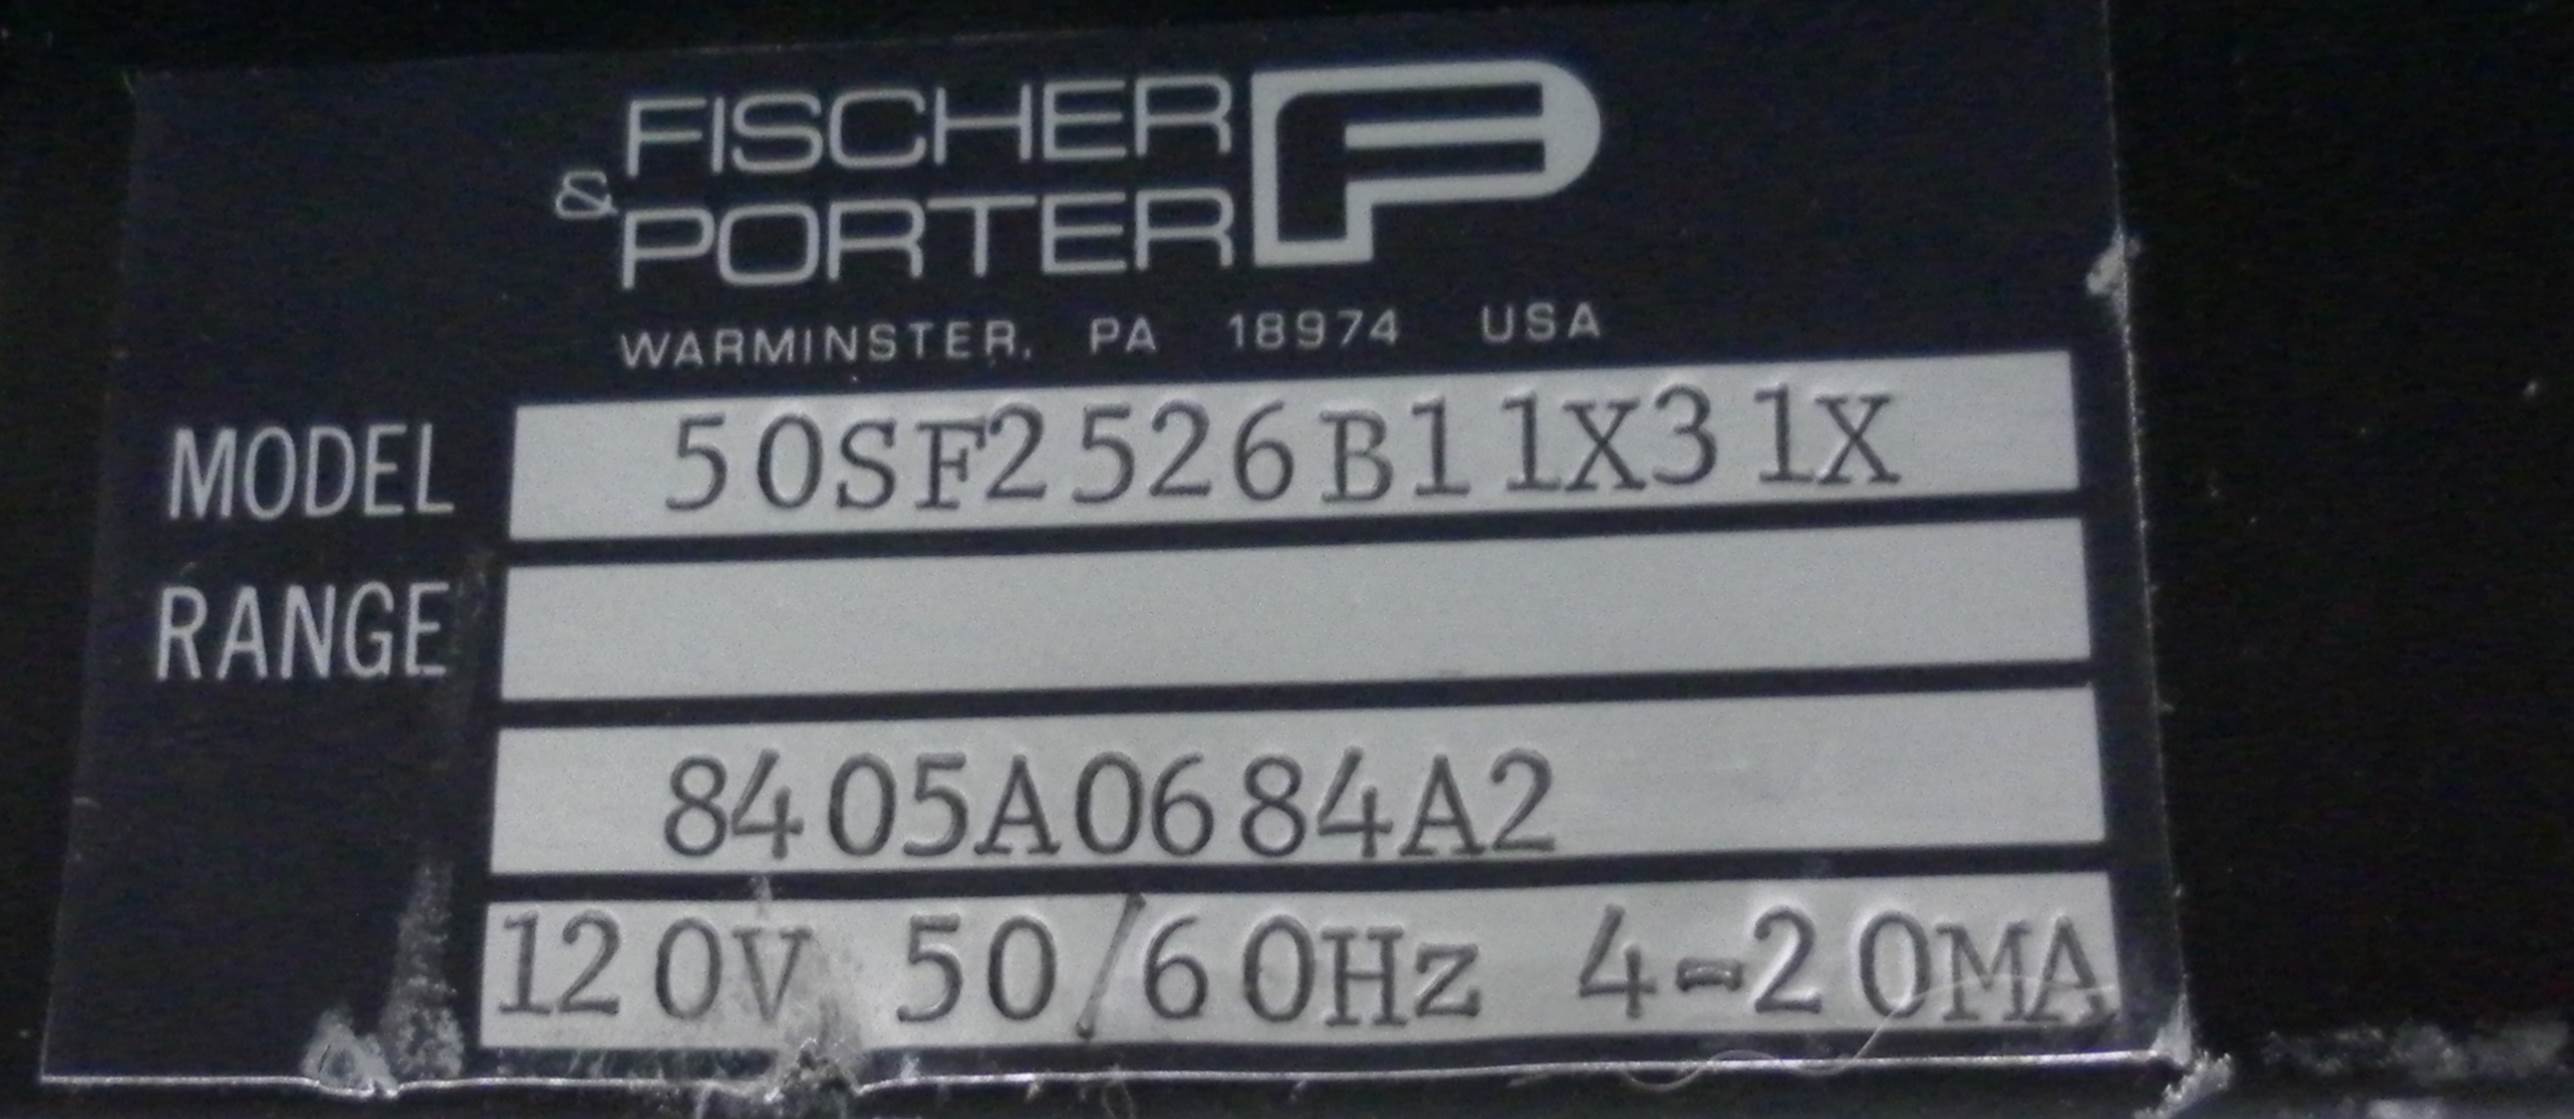 FISCHER
& PORTER
WARMINSTER, PA 18974 USA
MODEL 50SF2526B11X31X
RANGE
8405A0684A2
120V 50/60Hz 4-20MA